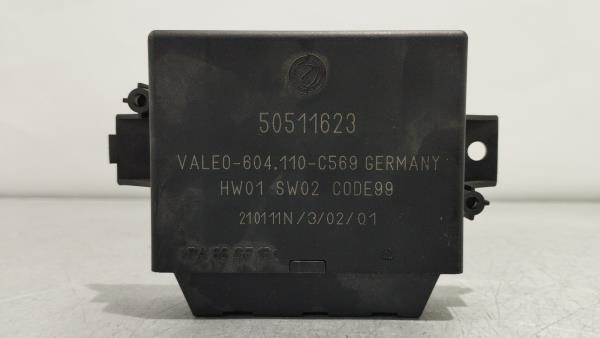 50511623
VALEO-604.110-C569 GERMANY
HW01 SW02 CODE99
210111N/3/02/01